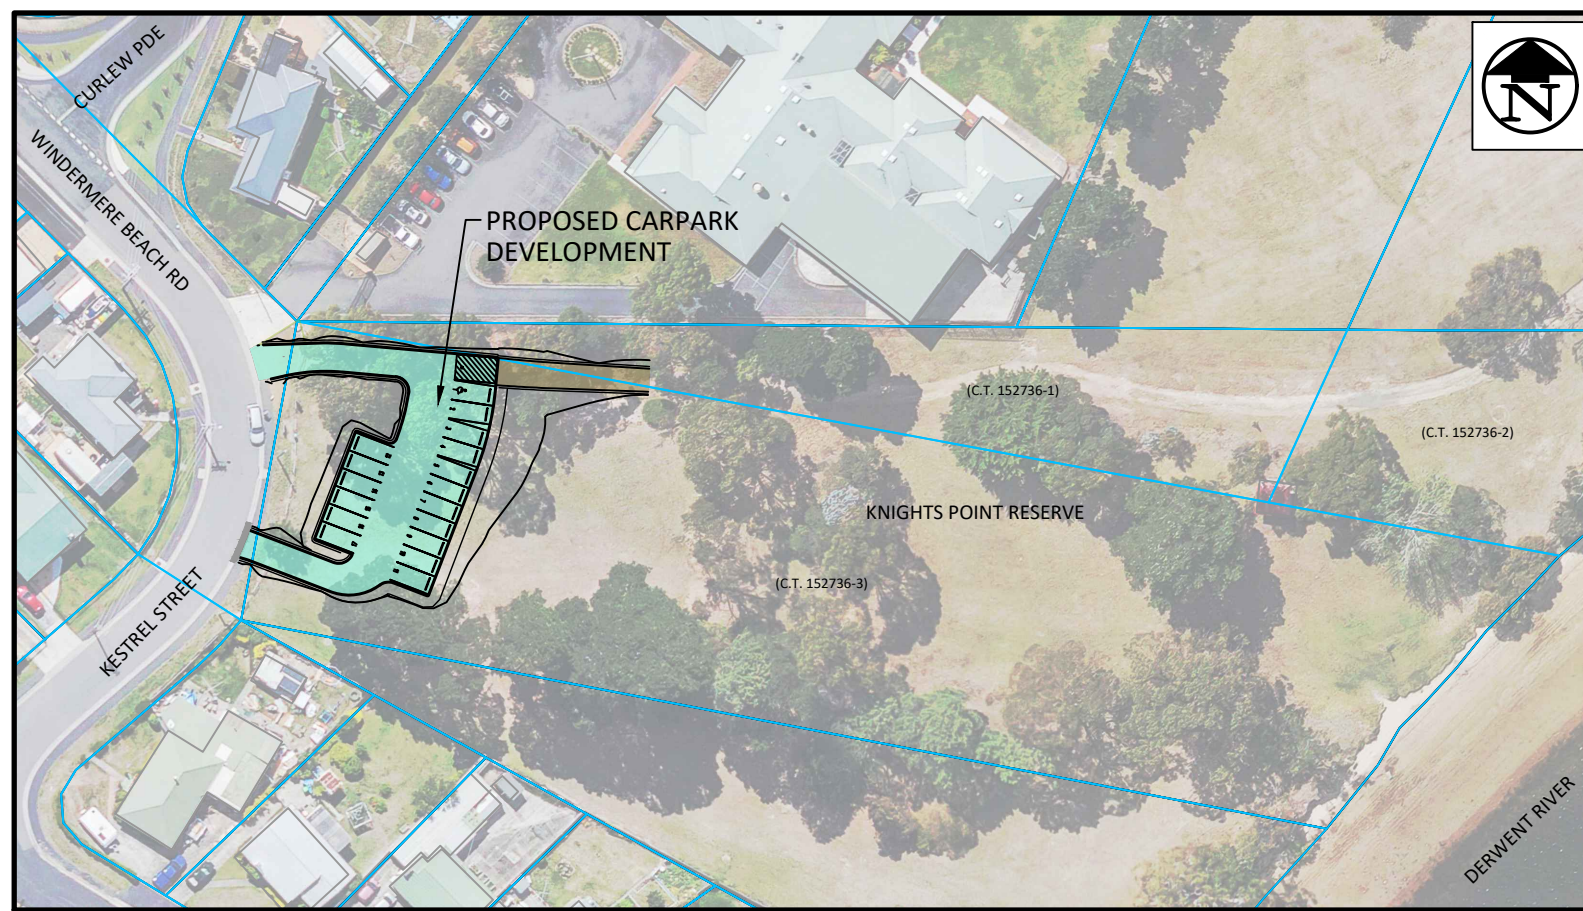 CURLEW PDE
WINDERMERE BEACH RD
N
PROPOSED CARPARK
DEVELOPMENT
(C.T. 152736-1)
(C.T. 152736-2)
KNIGHTS POINT RESERVE
(C.T. 152736-3)
KESTREL STREET
DERWENT RIVER